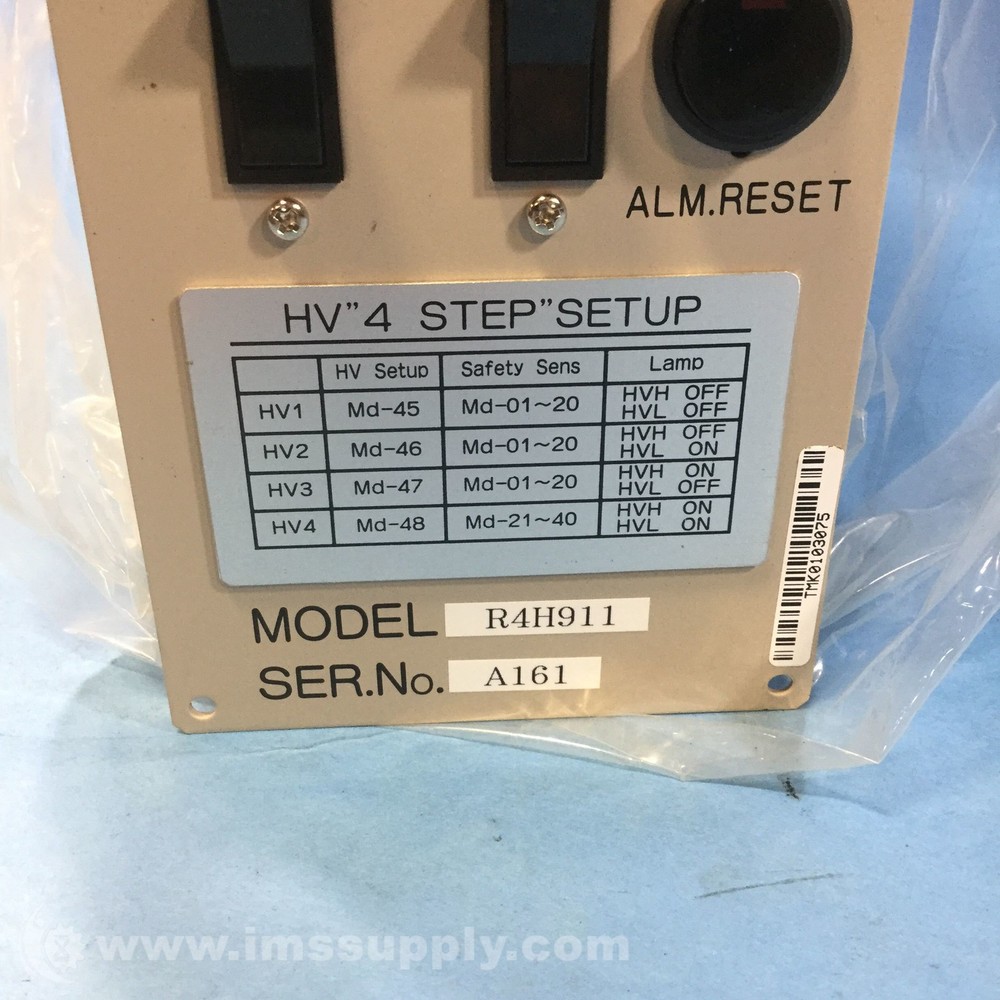 ALM.RESET
HV"4 STEP"SETUP
HV Setup Safety Sens Lamp
HV1 Md-45 Md-01~20 HVH OFF
HVL OFF
HV2 Md-46 Md-01~20 HVH OFF
HVL ON
HV3 Md-47 Md-01~20 HVH ON
HVL OFF
HV4 Md-48 Md-21~40 HVH ON
HVL ON
TMK0103075
MODEL R4H911
SER.No. A161
www.imssupply.com